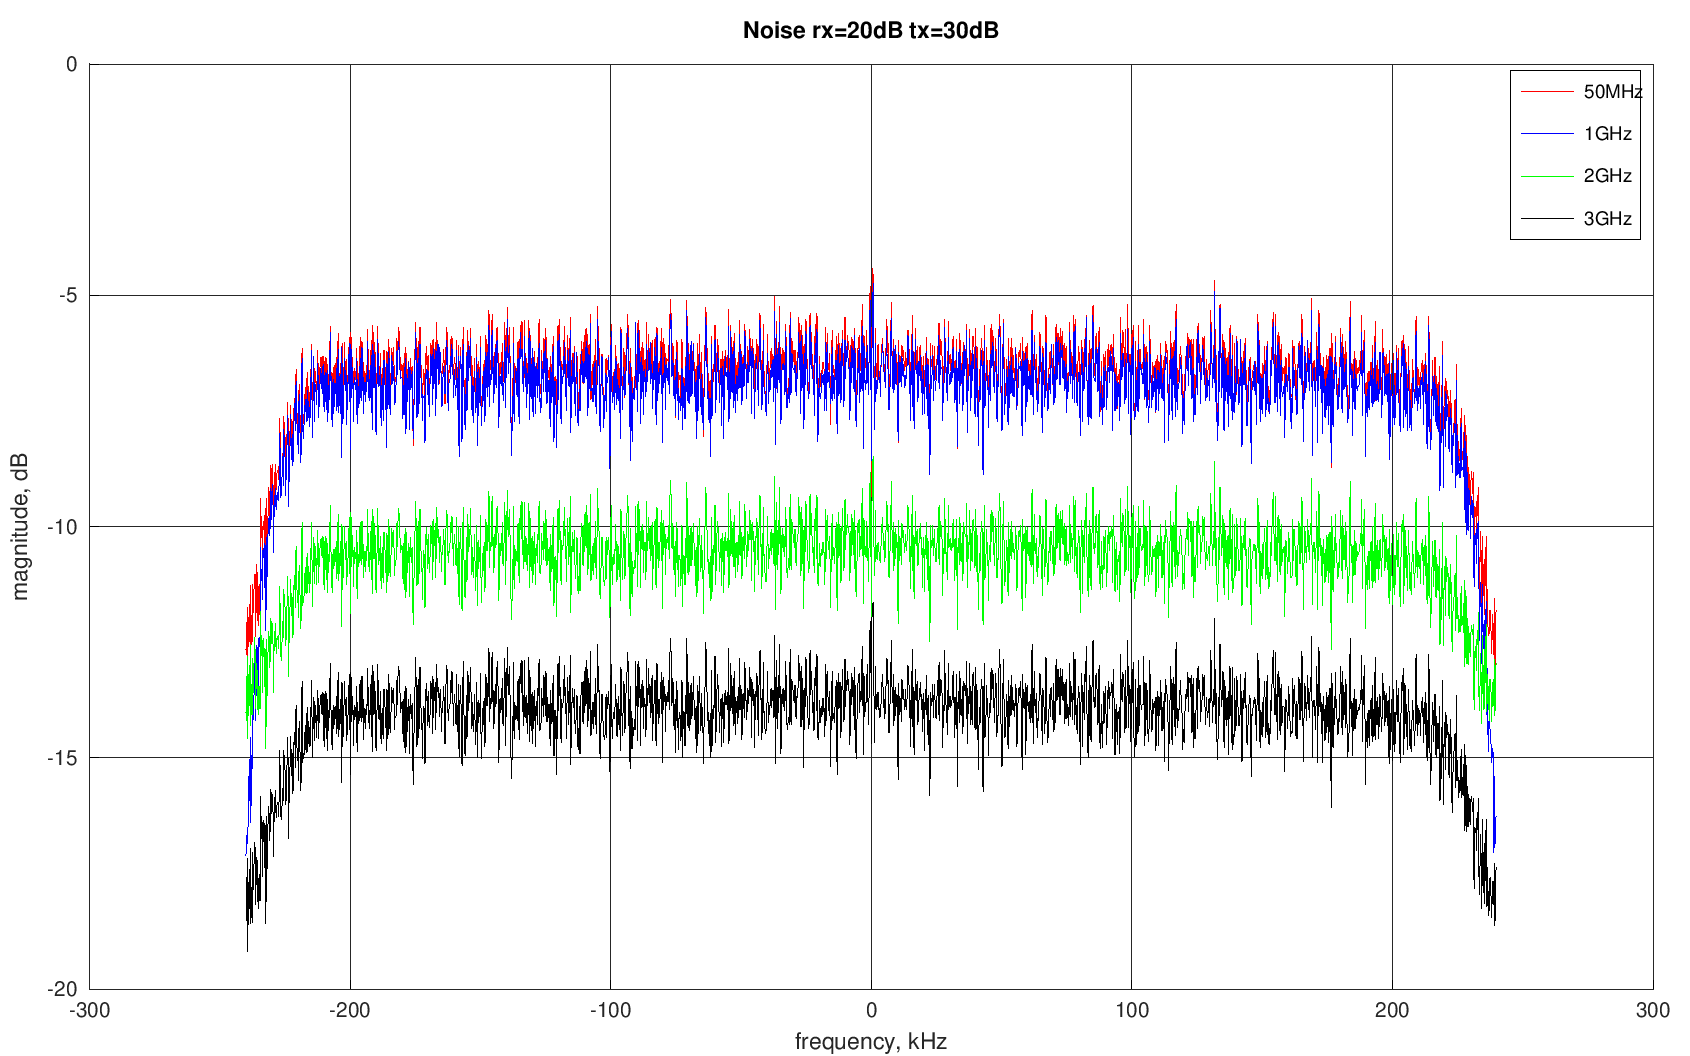 Noise rx=20dB tx=30dB
0
50MHz
1GHz
2GHz
3GHz
-5
-10
-15
-20
magnitude, dB
-300
-200
-100
0
100
200
300
frequency, kHz